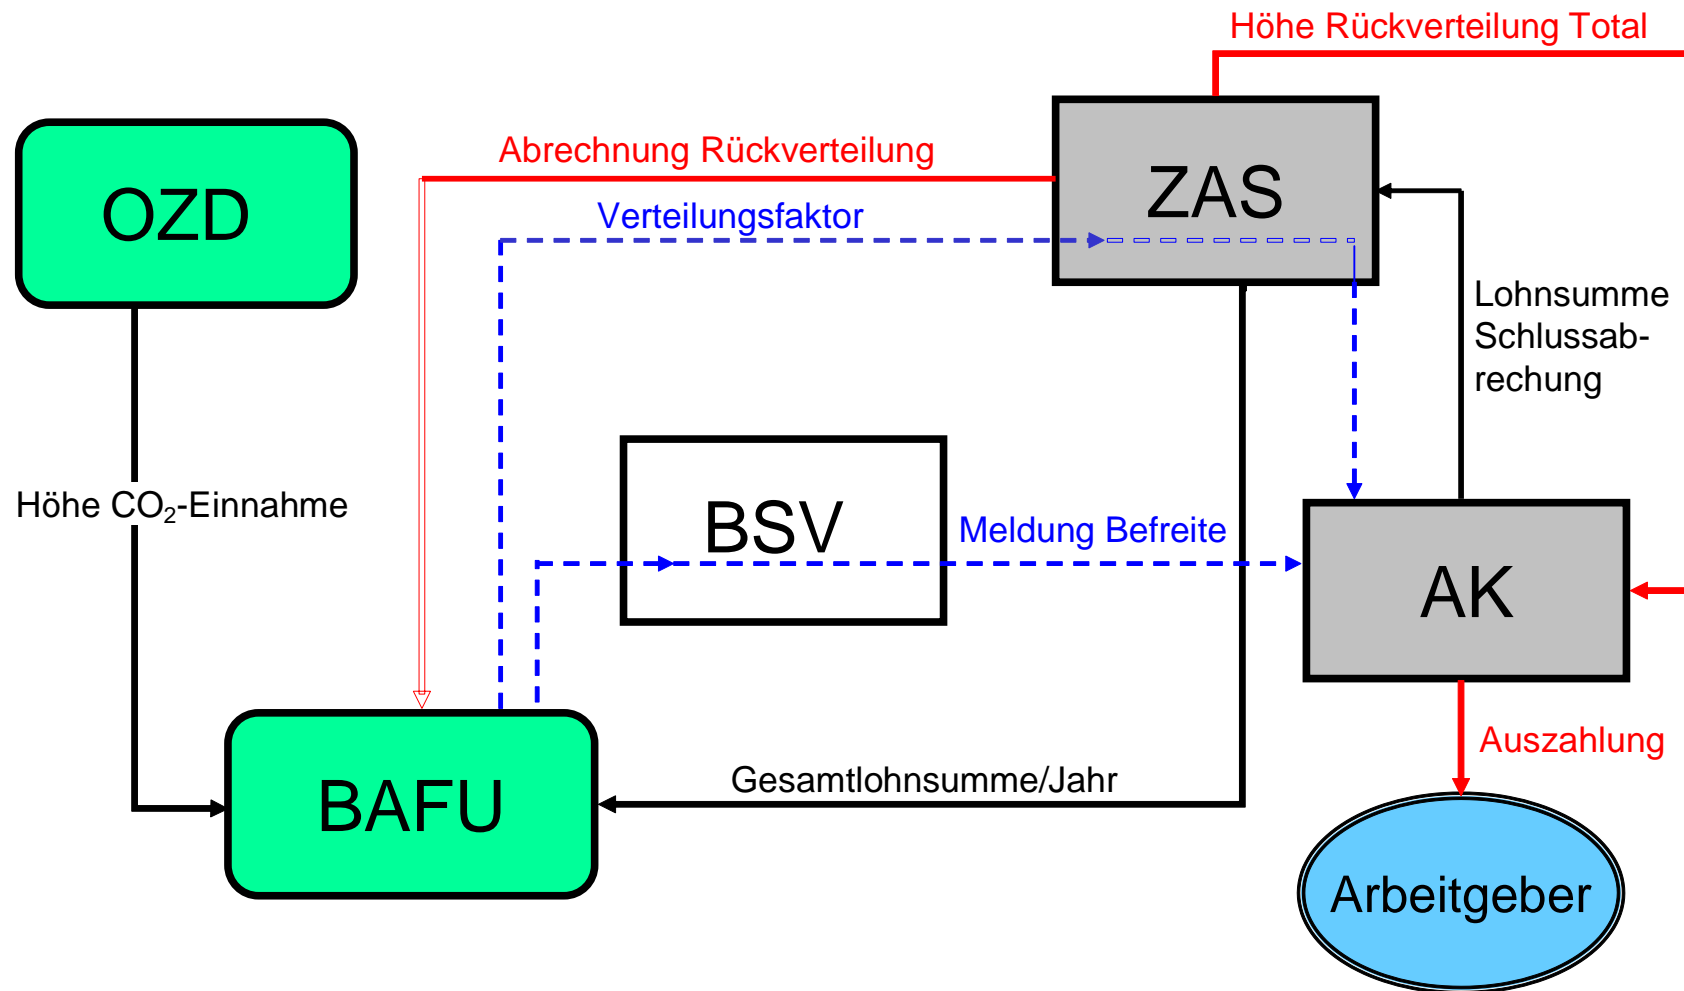 Höhe Rückverteilung Total
Abrechnung Rückverteilung
OZD
ZAS
Verteilungsfaktor
Lohnsumme
Schlussab-
rechung
Höhe CO₂-Einnahme
BSV
Meldung Befreite
AK
Auszahlung
Gesamtlohnsumme/Jahr
BAFU
Arbeitgeber